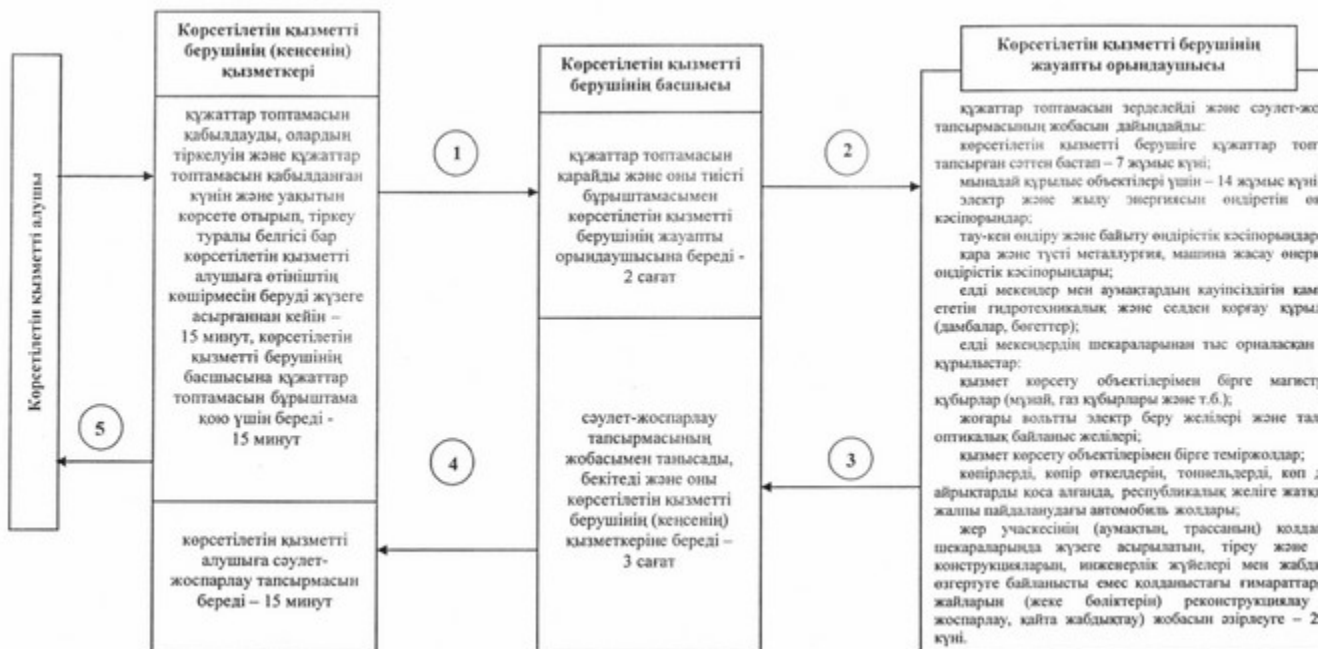 Көрсетілетін қызметті алушы
Көрсетілетін қызметті
берушінің (кеңсенің)
қызметкері
құжаттар топтамасын
қабылдауды, олардың
тіркелуін және құжаттар
топтамасын қабылданған
күнін және уақытын
көрсете отырып, тіркеу
туралы белгісі бар
көрсетілетін қызметті
алушыға өтініштің
көшірмесін беруді жүзеге
асырғаннан кейін –
15 минут, көрсетілетін
қызметті берушінің
басшысына құжаттар
топтамасын бұрыштама
қою үшін береді -
15 минут
көрсетілетін қызметті
алушыға сәулет-
жоспарлау тапсырмасын
береді – 15 минут
1
5
4
Көрсетілетін қызметті
берушінің басшысы
құжаттар топтамасын
қарайды және оны тиісті
бұрыштамасымен
көрсетілетін қызметті
берушінің жауапты
орындаушысына береді -
2 сағат
сәулет-жоспарлау
тапсырмасының
жобасымен танысады,
бекітеді және оны
көрсетілетін қызметті
берушінің (кеңсенің)
қызметкеріне береді –
3 сағат
2
3
Көрсетілетін қызметті берушінің
жауапты орындаушысы
құжаттар топтамасын зерделейді және
тапсырмасының жобасын дайындайды:
көрсетілетін қызметті берушіге құжаттар
тапсырған сәттен бастап – 7 жұмыс күні;
мынадай құрылыс объектілері үшін – 14 жұмыс күні
электр және жылу энергиясын өндіретін
кәсіпорындар;
тау-кен өндіру және байыту өндірістік кәсіпорындар
қара және түсті металлургия, машина жасау
өндірістік кәсіпорындары;
елді мекендер мен аумақтардың қауіпсіздігін
ететін гидротехникалық және селден қорғау
(дамбалар, бөгеттер);
елді мекендердің шекараларынан тыс орналасқан
құрылыстар:
қызмет көрсету объектілерімен бірге
құбырлар (мұнай, газ құбырлары және т.б.);
жоғары вольтты электр беру желілері және
оптикалық байланыс желілері;
қызмет көрсету объектілерімен бірге теміржолдар;
көпірлерді, көпір өткелдерін, тоннельдерді, көп
айрықтарды қоса алғанда, республикалық желіге
жалпы пайдаланудағы автомобиль жолдары;
жер учаскесінің (аумақтың, трассаның)
шекараларында жүзеге асырылатын, тіреу және
конструкцияларын, инженерлік жүйелері мен
өзгертуге байланысты емес қолданыстағы
жайларын (жеке бөліктерін) реконструкциялау
жоспарлау, қайта жабдықтау) жобасын әзірлеуге –
күні.